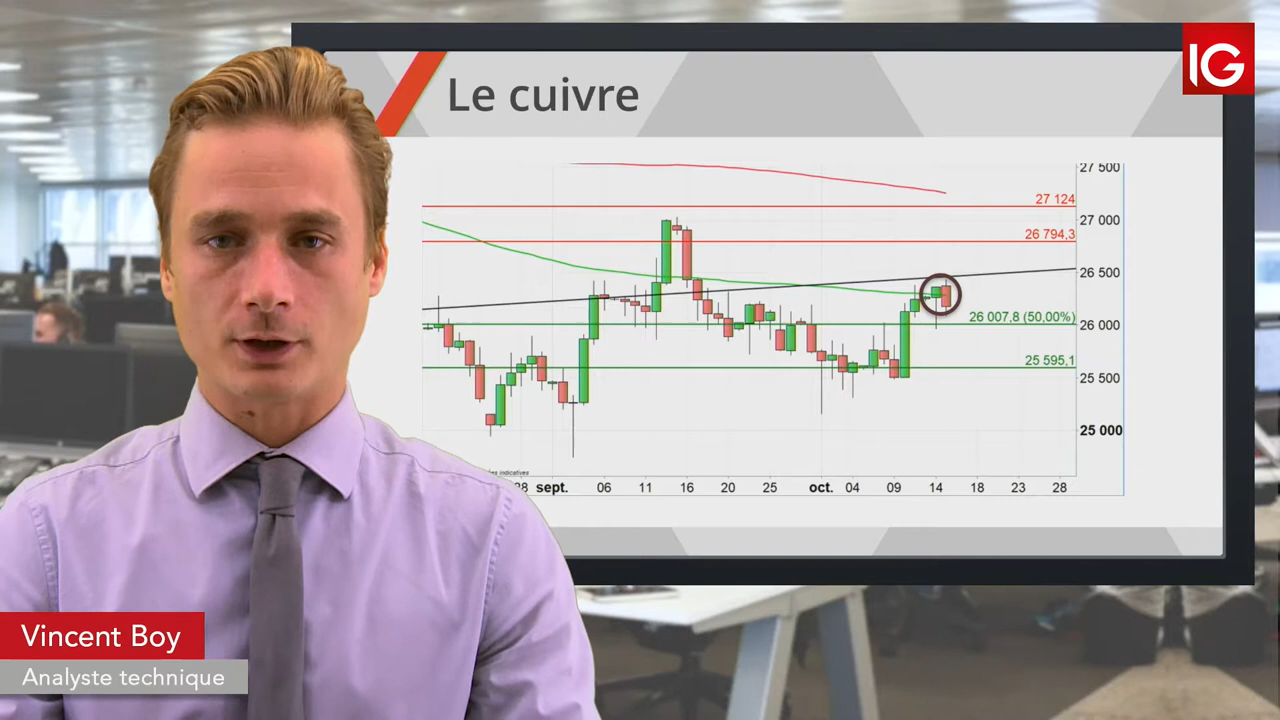 IG
Le cuivre
27 500
27 124
27 000
26 794,3
26 500
26 007,8 (50,00%)
26 000
25 595,1
25 500
25 000
indicatives
28 sept. 06 11 16 20 25 oct. 04 09 14 18 23 28
Vincent Boy
Analyste technique